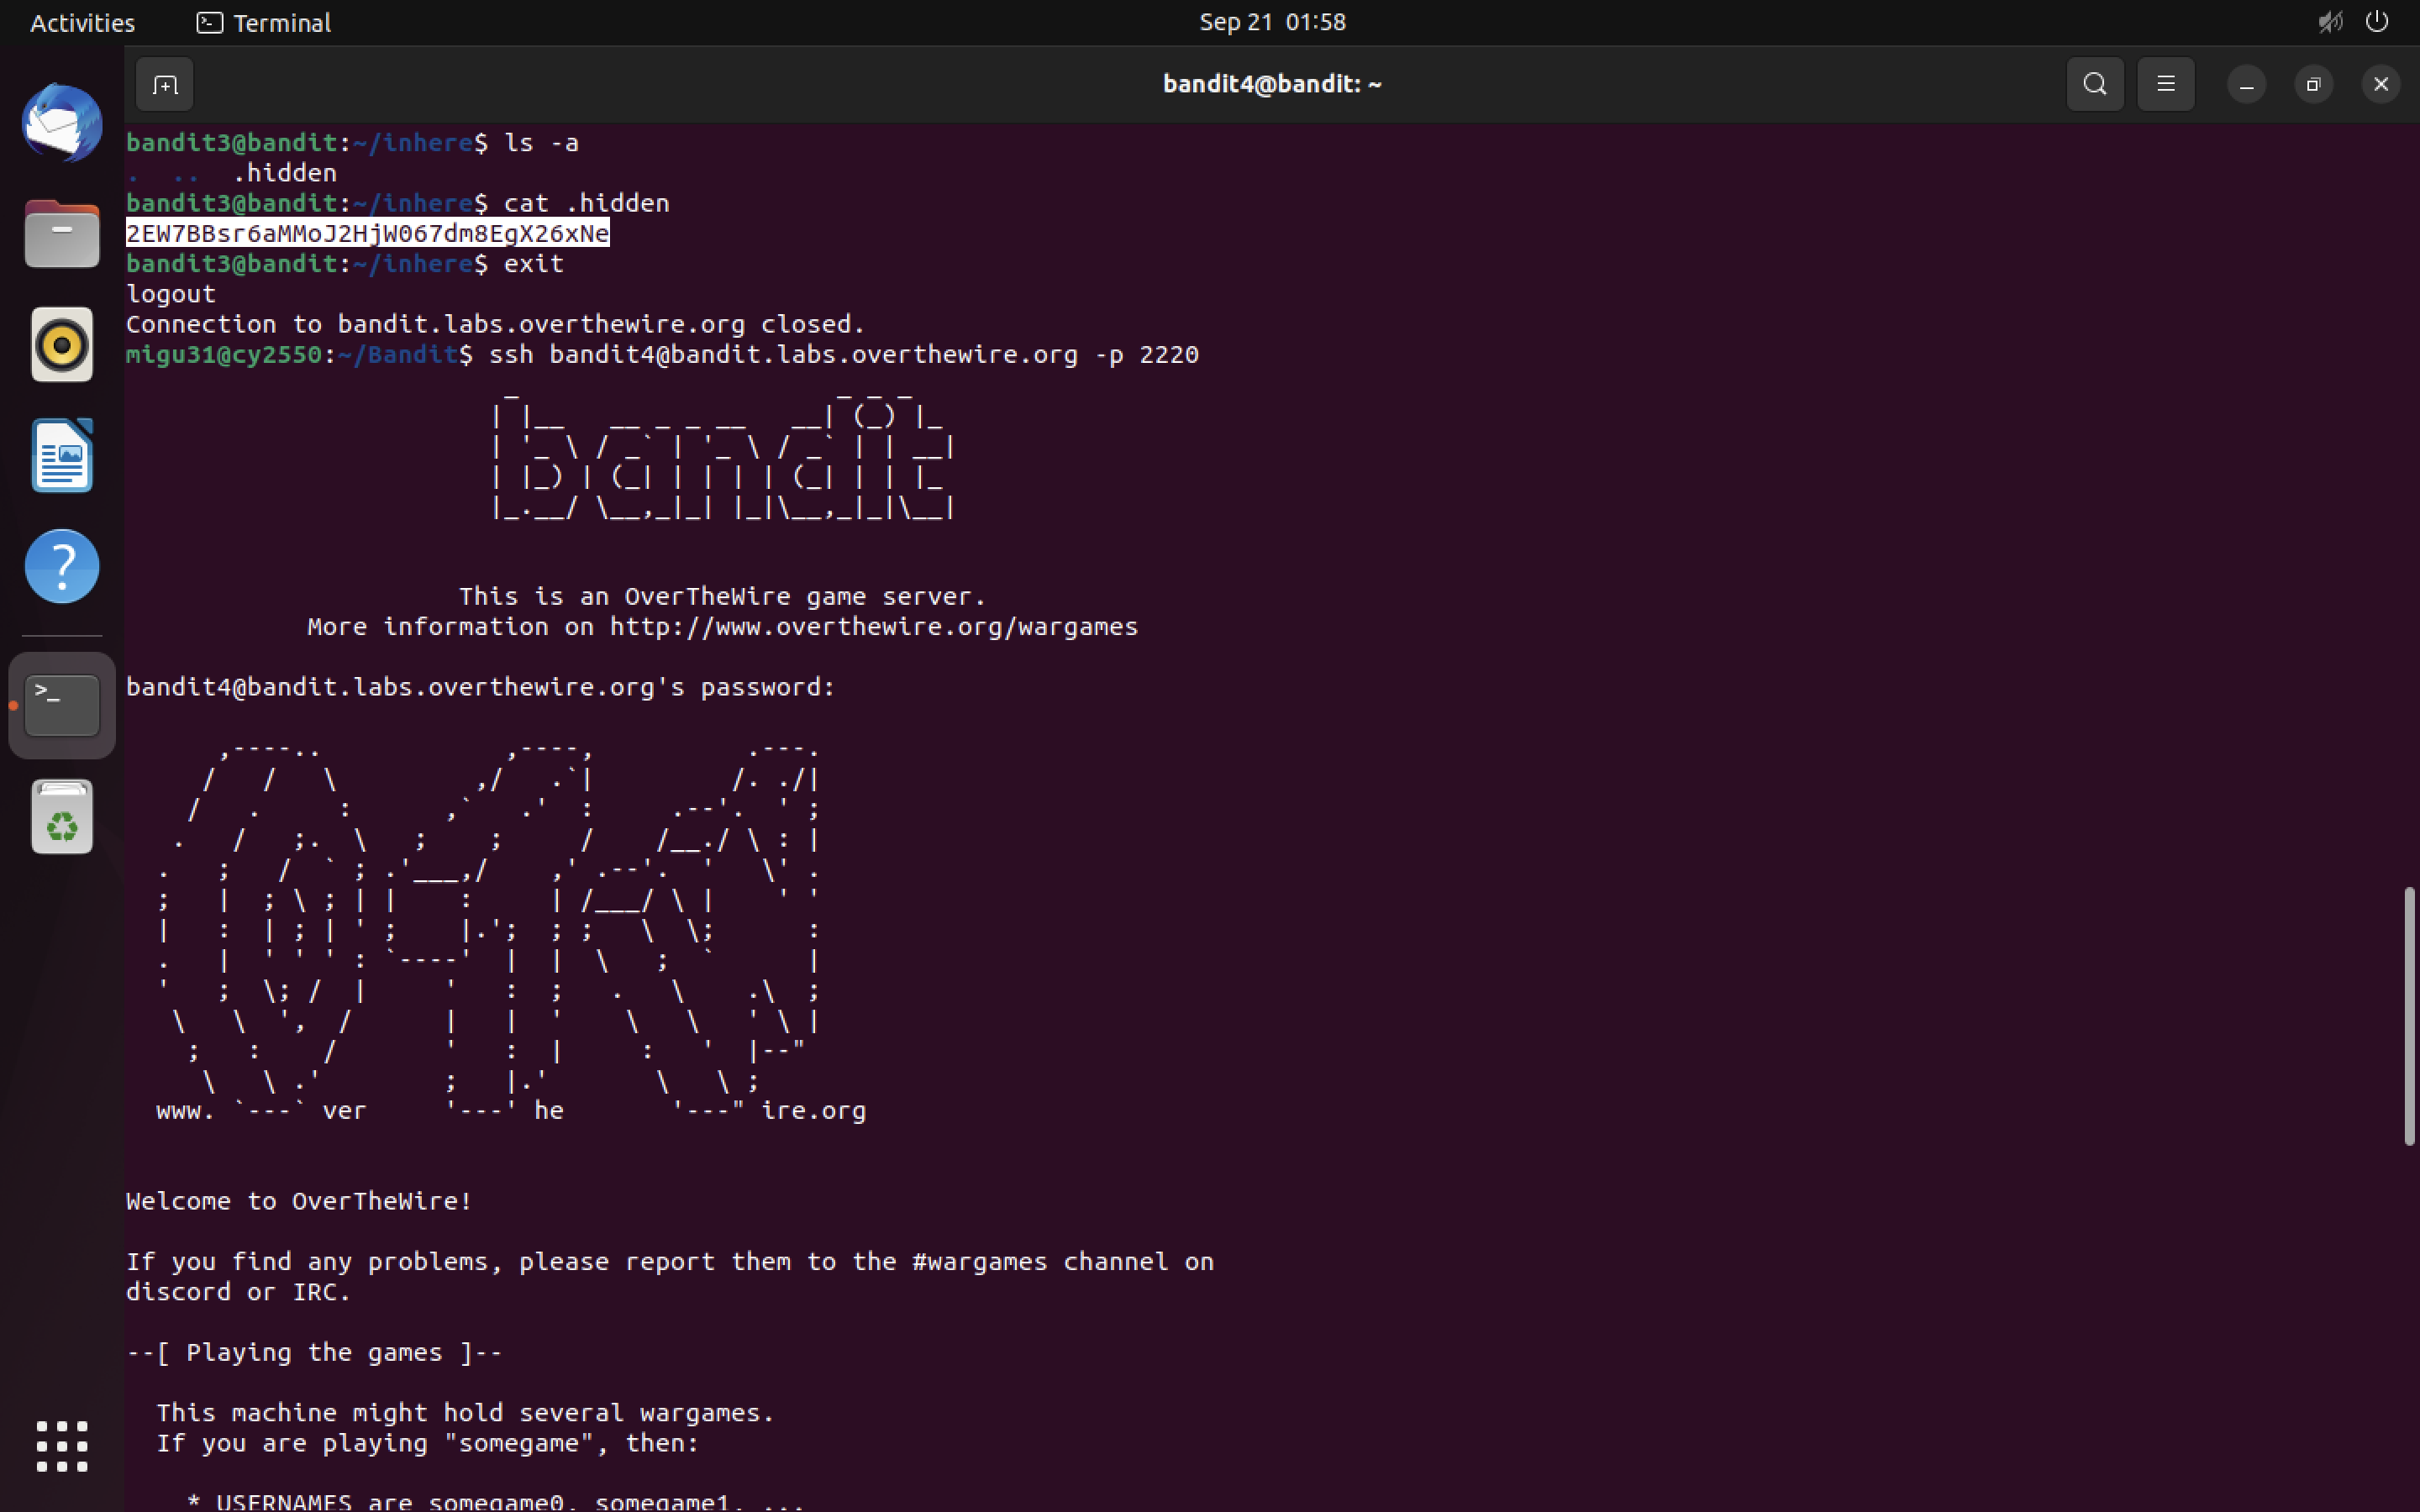 Activities Terminal Sep 21 01:58
bandit4@bandit: ~
bandit3@bandit:~/inhere$ ls -a
.  ..  .hidden
bandit3@bandit:~/inhere$ cat .hidden
2EW7BBsr6aMMoJ2HjW067dm8EgX26xNe
bandit3@bandit:~/inhere$ exit
logout
Connection to bandit.labs.overthewire.org closed.
migu31@cy2550:~/Bandit$ ssh bandit4@bandit.labs.overthewire.org -p 2220
bandit
This is an OverTheWire game server.
More information on http://www.overthewire.org/wargames
bandit4@bandit.labs.overthewire.org's password:
www. ver he ire.org
Welcome to OverTheWire!
If you find any problems, please report them to the #wargames channel on
discord or IRC.
--[ Playing the games ]--
This machine might hold several wargames.
If you are playing "somegame", then:
* USERNAMES are somegame0, somegame1, ...